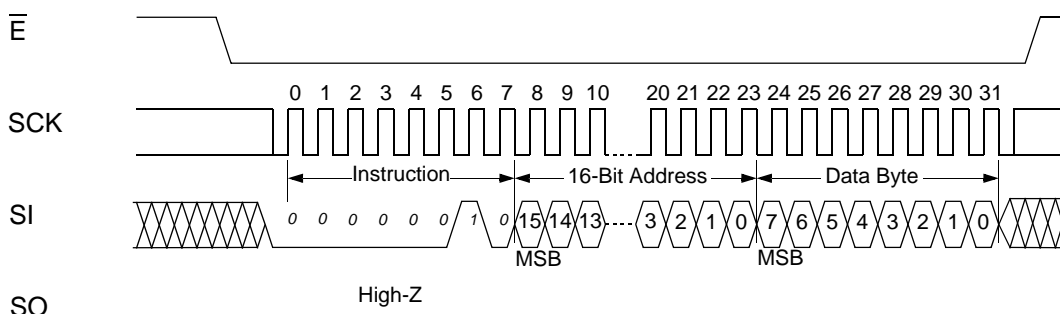 E
0 1 2 3 4 5 6 7 8 9 10 20 21 22 23 24 25 26 27 28 29 30 31
SCK
Instruction 16-Bit Address Data Byte
SI 0 0 0 0 0 0 1 0 15 14 13 3 2 1 0 7 6 5 4 3 2 1 0
MSB MSB
High-Z
SO